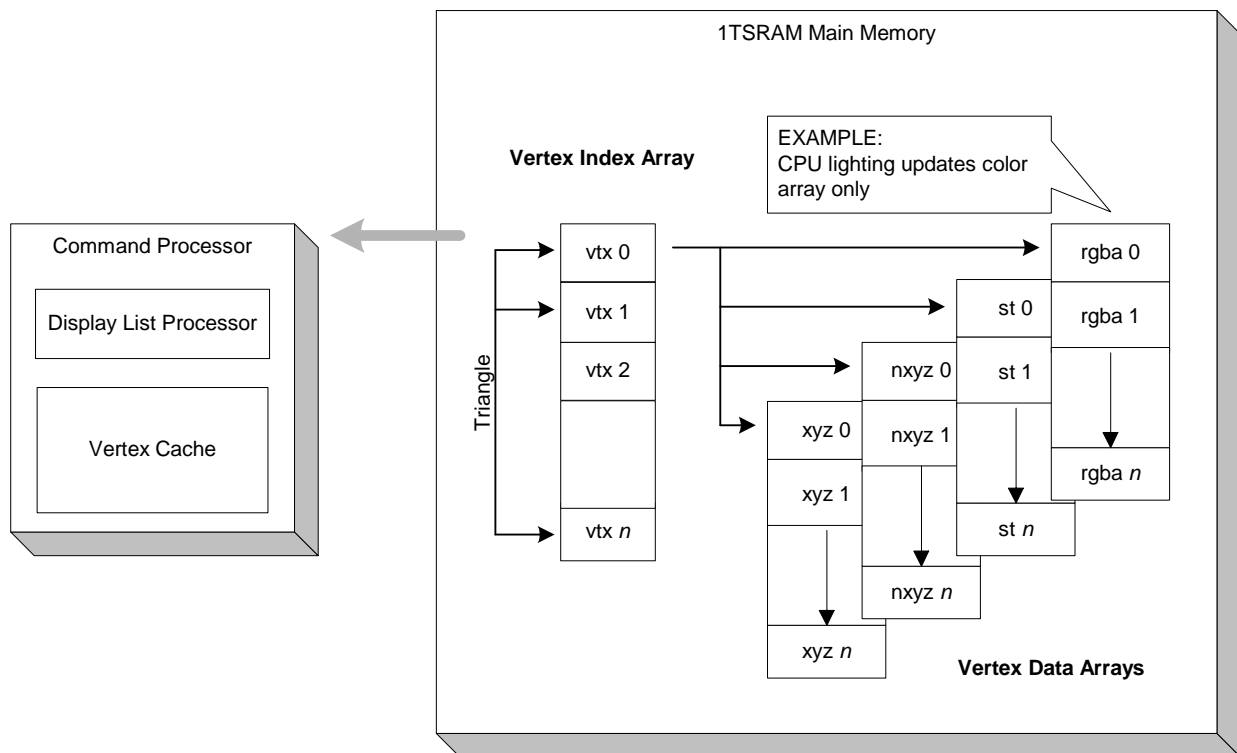 1TSRAM Main Memory
EXAMPLE:
CPU lighting updates color
array only
Vertex Index Array
Command Processor
Display List Processor
Vertex Cache
Triangle
vtx 0
vtx 1
vtx 2
vtx n
rgba 0
rgba 1
rgba n
st 0
st 1
st n
nxyz 0
nxyz 1
nxyz n
xyz 0
xyz 1
xyz n
Vertex Data Arrays